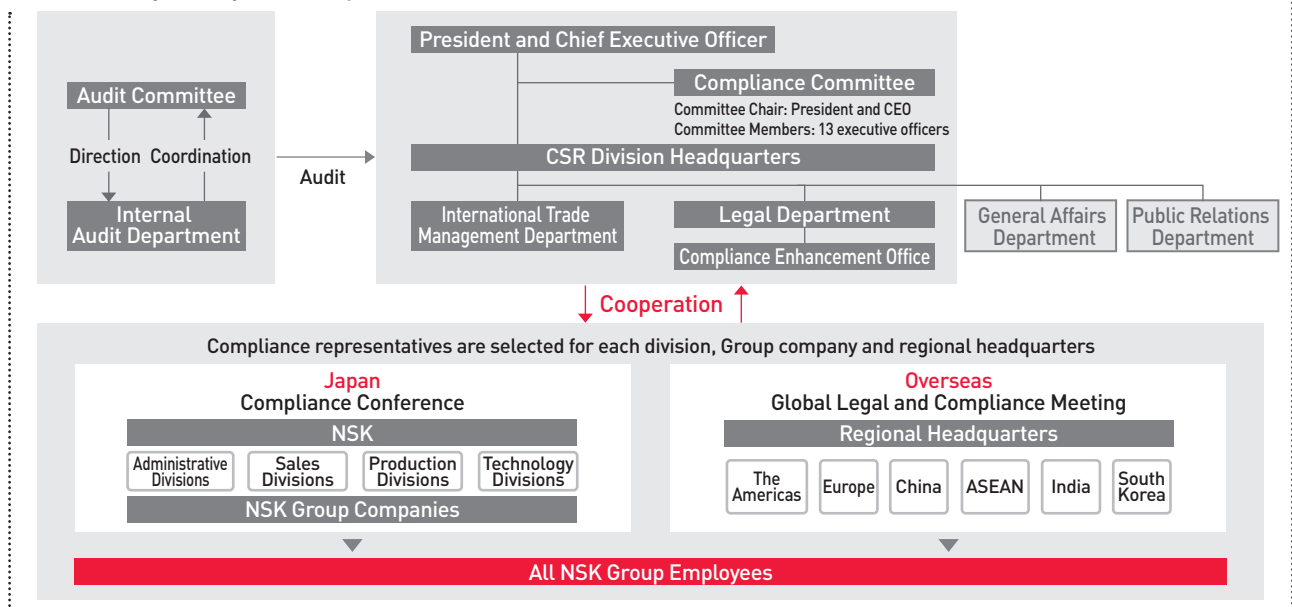 President and Chief Executive Officer
Audit Committee
Compliance Committee
Committee Chair: President and CEO
Committee Members: 13 executive officers
Direction Coordination
CSR Division Headquarters
Audit
Internal
Audit Department
International Trade
Management Department
Legal Department
General Affairs
Department
Public Relations
Department
Compliance Enhancement Office
Cooperation
Compliance representatives are selected for each division, Group company and regional headquarters
Japan
Compliance Conference
NSK
Administrative
Divisions
Sales
Divisions
Production
Divisions
Technology
Divisions
NSK Group Companies
Overseas
Global Legal and Compliance Meeting
Regional Headquarters
The
Americas
Europe
China
ASEAN
India
South
Korea
All NSK Group Employees